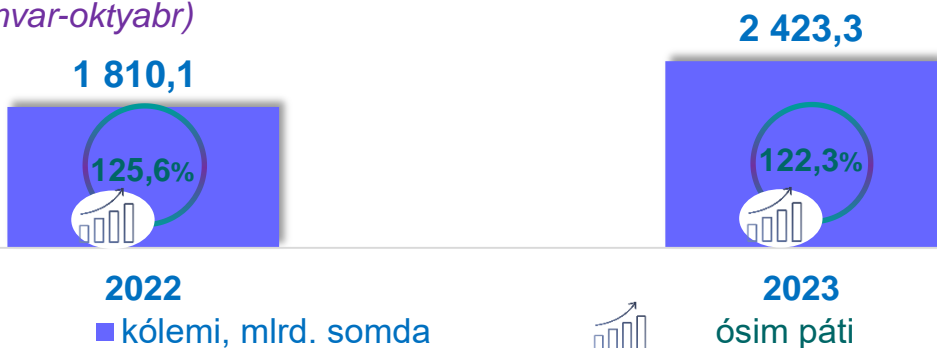 nvar-oktyabr)
2 423,3
1 810,1
125,6%
122,3%
2022
2023
kólemi, mlrd. somda
ósim páti